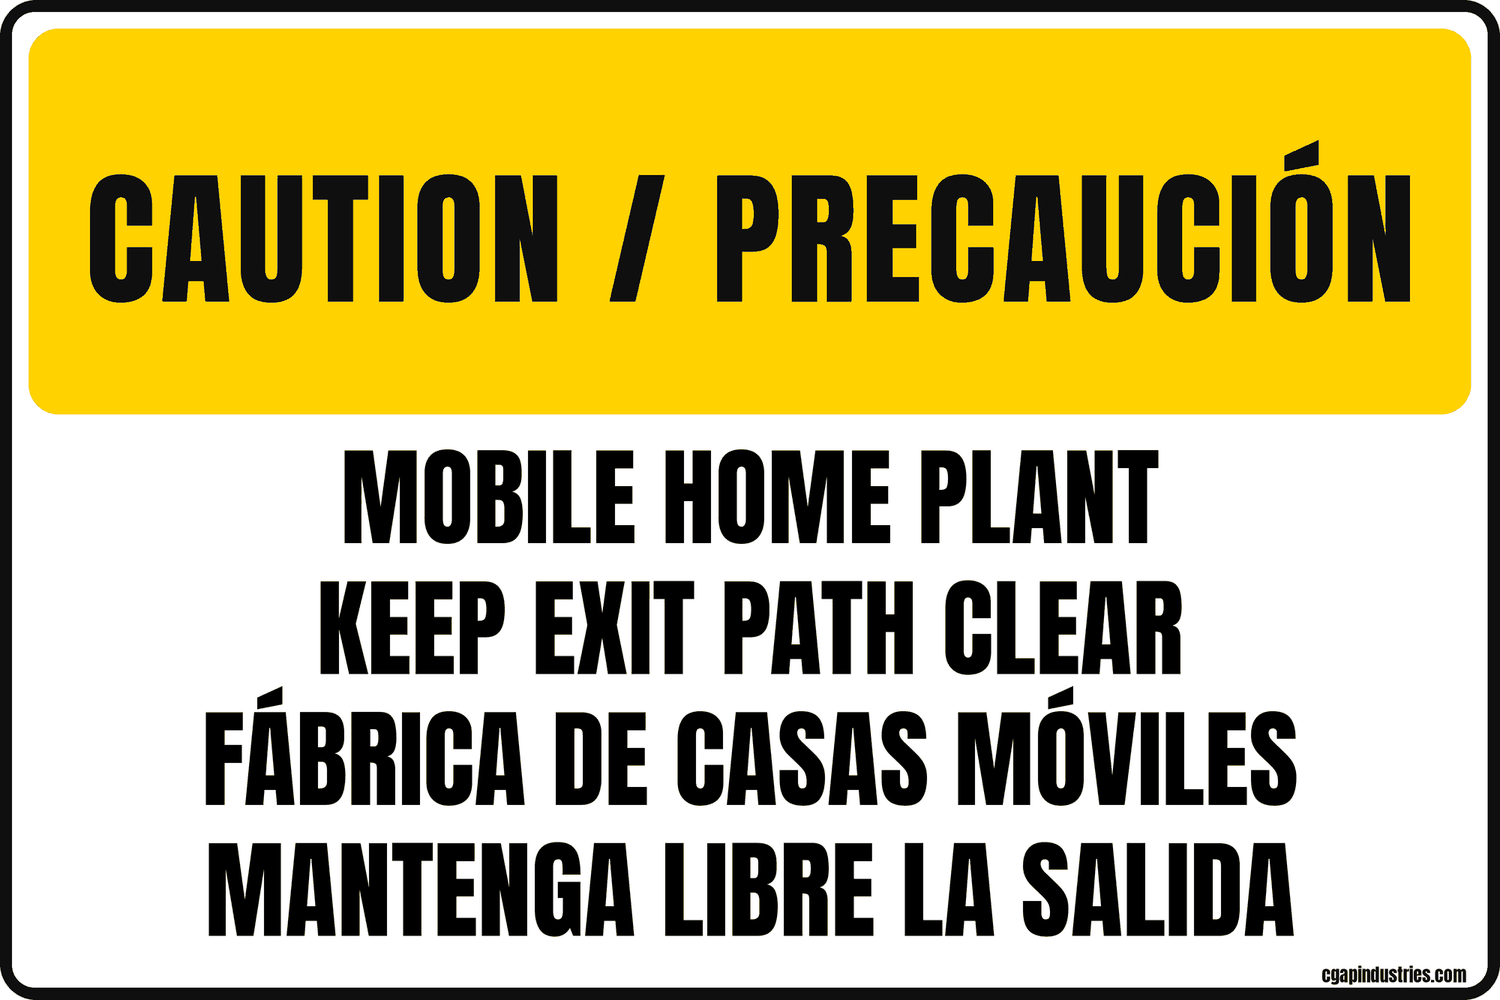 CAUTION / PRECAUCIÓN
MOBILE HOME PLANT
KEEP EXIT PATH CLEAR
FÁBRICA DE CASAS MÓVILES
MANTENGA LIBRE LA SALIDA
cgapindustries.com